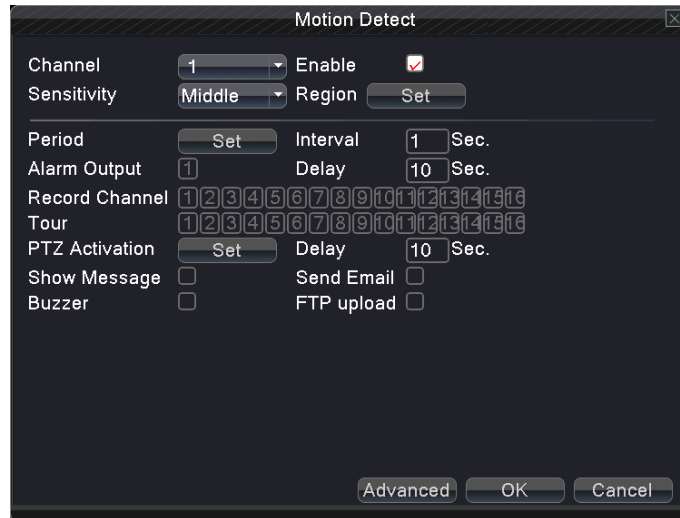 Motion Detect
Channel 1 Enable
Sensitivity Middle Region Set
Period Set Interval 1 Sec.
Alarm Output 1 Delay 10 Sec.
Record Channel 1 2 3 4 5 6 7 8 9 10 11 12 13 14 15 16
Tour 1 2 3 4 5 6 7 8 9 10 11 12 13 14 15 16
PTZ Activation Set Delay 10 Sec.
Show Message Send Email
Buzzer FTP upload
Advanced OK Cancel